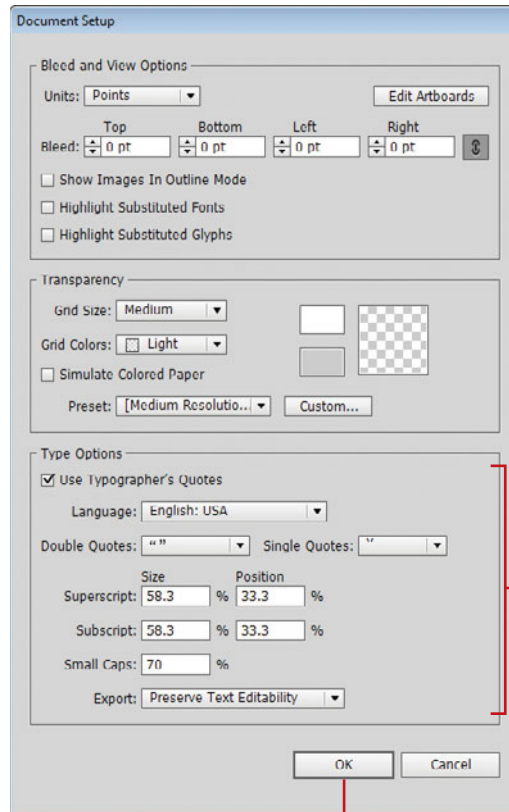 Document Setup
Bleed and View Options
Units: Points
Edit Artboards
Top Bottom Left Right
Bleed: 0 pt 0 pt 0 pt 0 pt
Show Images In Outline Mode
Highlight Substituted Fonts
Highlight Substituted Glyphs
Transparency
Grid Size: Medium
Grid Colors: Light
Simulate Colored Paper
Preset: [Medium Resolutio... Custom...
Type Options
Use Typographer's Quotes
Language: English: USA
Double Quotes: “” Single Quotes: ‘’
Size Position
Superscript: 58.3 % 33.3 %
Subscript: 58.3 % 33.3 %
Small Caps: 70 %
Export: Preserve Text Editability
OK Cancel